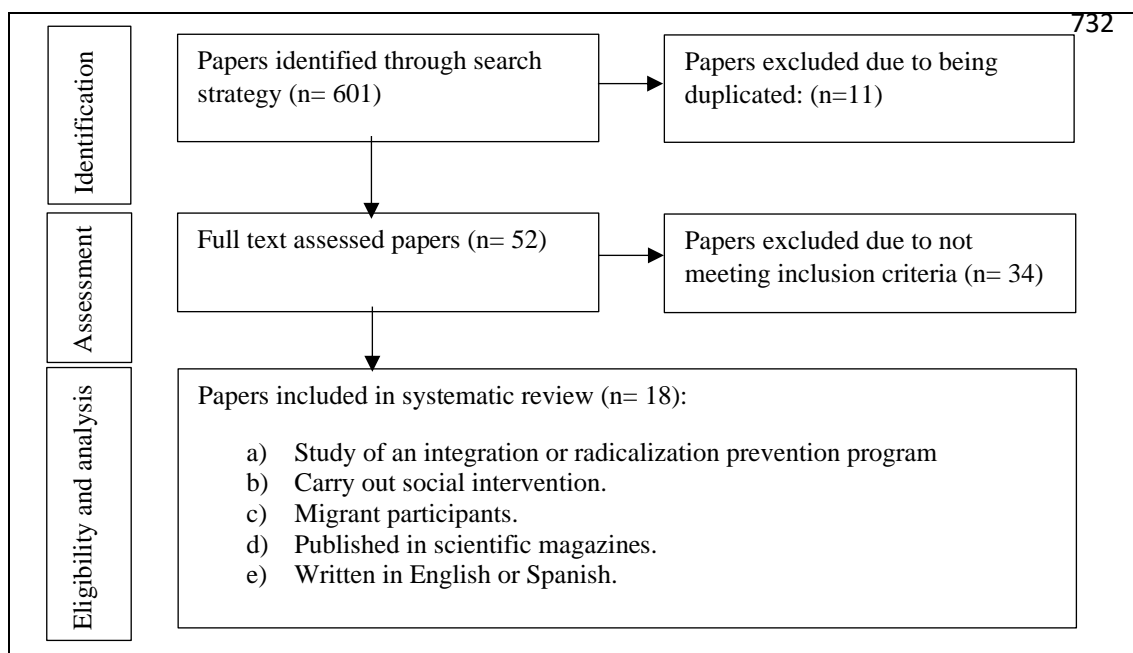 732
Identification
Papers identified through search
strategy (n= 601)
Papers excluded due to being
duplicated: (n=11)
Assessment
Full text assessed papers (n= 52)
Papers excluded due to not
meeting inclusion criteria (n= 34)
Eligibility and analysis
Papers included in systematic review (n= 18):
a) Study of an integration or radicalization prevention program
b) Carry out social intervention.
c) Migrant participants.
d) Published in scientific magazines.
e) Written in English or Spanish.